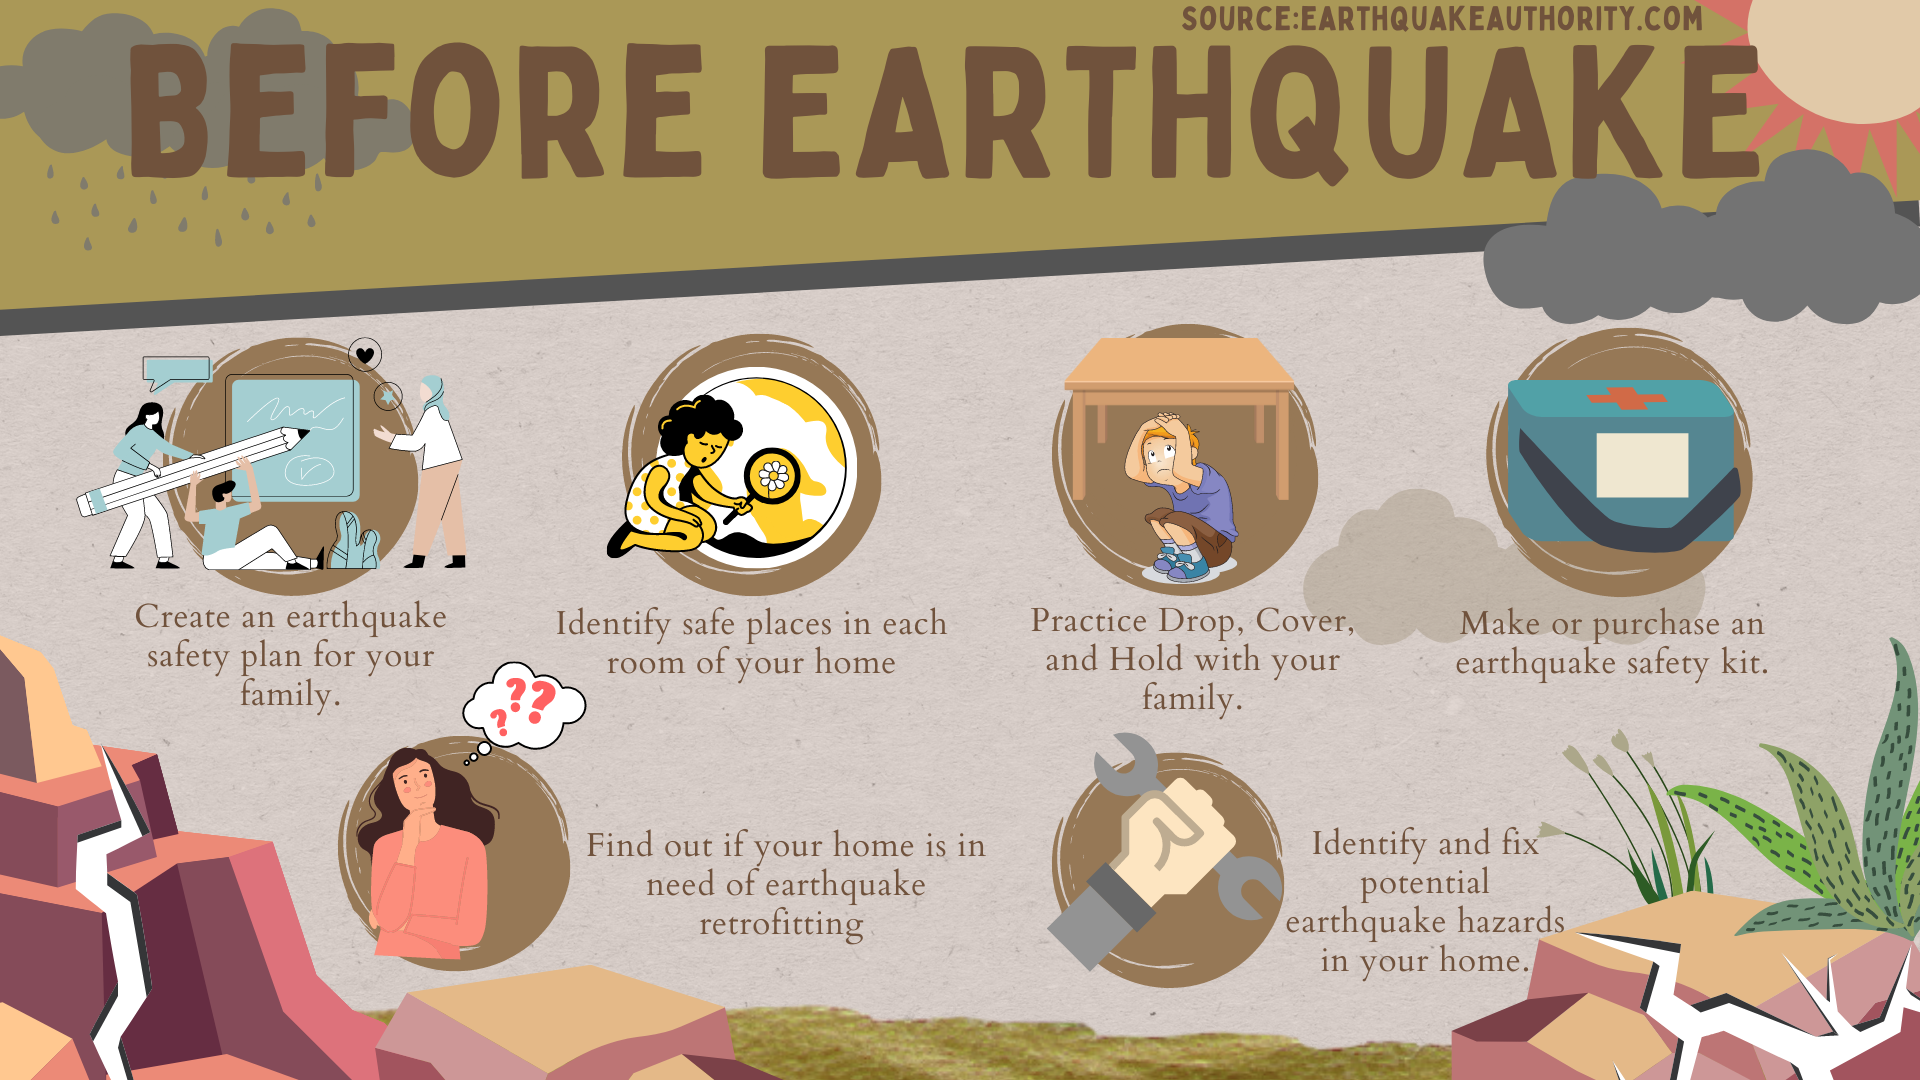 SOURCE:EARTHQUAKEAUTHORITY.COM
BEFORE EARTHQUAKE
Create an earthquake
safety plan for your
family.
Identify safe places in each
room of your home
Practice Drop, Cover,
and Hold with your
family.
Make or purchase an
earthquake safety kit.
???
Find out if your home is in
need of earthquake
retrofitting
Identify and fix
potential
earthquake hazards
in your home.